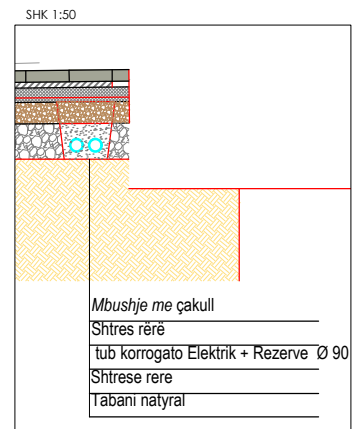 SHK 1:50
Mbushje me çakull
Shtres rërë
tub korrogato Elektrik + Rezerve Ø 90
Shtrese rere
Tabani natyral